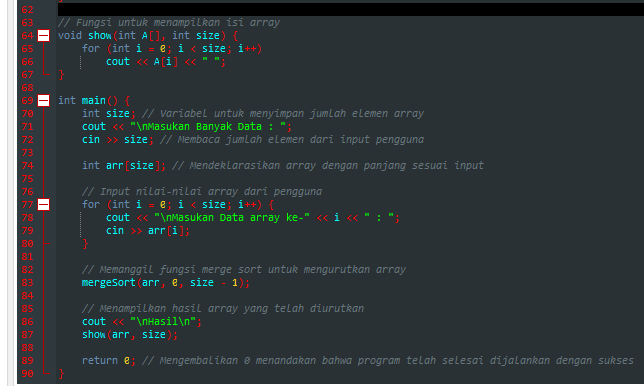 62
63 // Fungsi untuk menampilkan isi array
64 void show(int A[], int size) {
65 for (int i = 0; i < size; i++)
66 cout << A[i] << " ";
67 }
68
69 int main() {
70 int size; // Variabel untuk menyimpan jumlah elemen array
71 cout << "\nMasukan Banyak Data : ";
72 cin >> size; // Membaca jumlah elemen dari input pengguna
73
74 int arr[size]; // Mendeklarasikan array dengan panjang sesuai input
75
76 // Input nilai-nilai array dari pengguna
77 for (int i = 0; i < size; i++) {
78 cout << "\nMasukan Data array ke-" << i << " : ";
79 cin >> arr[i];
80 }
81
82 // Memanggil fungsi merge sort untuk mengurutkan array
83 mergeSort(arr, 0, size - 1);
84
85 // Menampilkan hasil array yang telah diurutkan
86 cout << "\nHasil\n";
87 show(arr, size);
88
89 return 0; // Mengembalikan 0 menandakan bahwa program telah selesai dijalankan dengan sukses
90 }